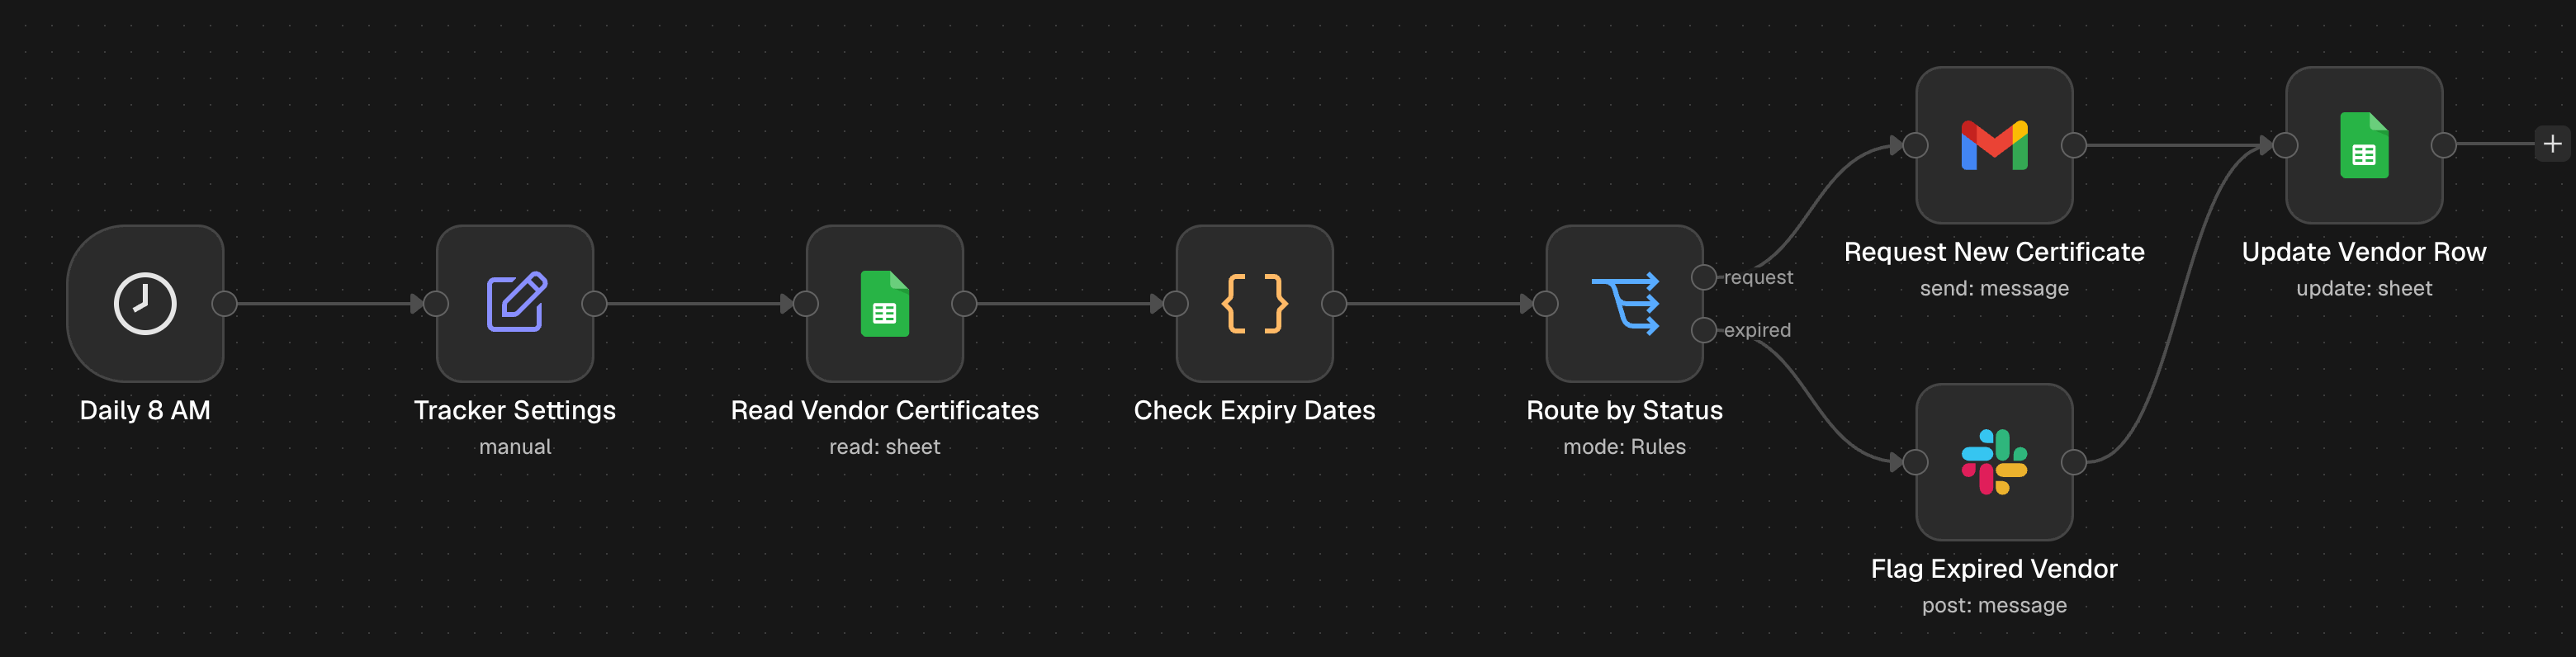 Daily 8 AM
Tracker Settings
manual
Read Vendor Certificates
read: sheet
Check Expiry Dates
Route by Status
mode: Rules
request
expired
Request New Certificate
send: message
Flag Expired Vendor
post: message
Update Vendor Row
update: sheet